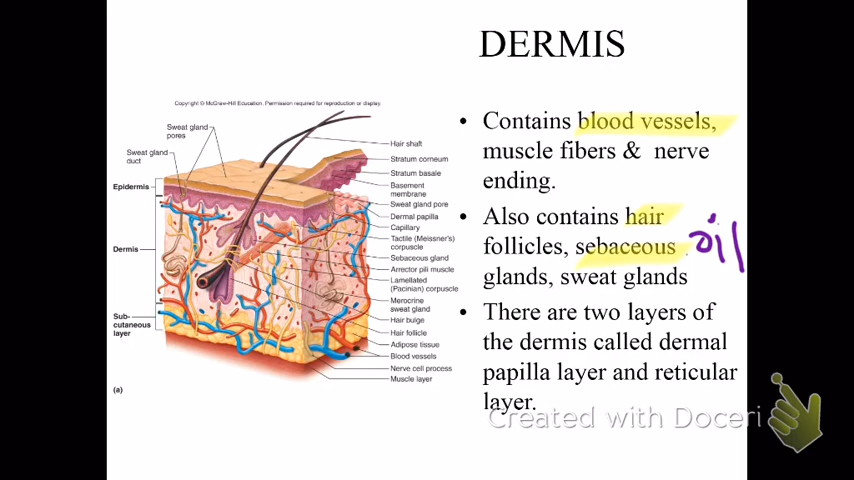 DERMIS
Copyright © McGraw-Hill Education. Permission required for reproduction or display.
Sweat gland
pores
Sweat gland
duct
Epidermis
Dermis
Sub-
cutaneous
layer
Hair shaft
Stratum corneum
Stratum basale
Basement
membrane
Sweat gland pore
Dermal papilla
Capillary
Tactile (Meissner's)
corpuscle
Sebaceous gland
Arrector pili muscle
Lamellated
(Pacinian) corpuscle
Merocrine
sweat gland
Hair bulge
Hair follicle
Adipose tissue
Blood vessels
Nerve cell process
Muscle layer
(a)
• Contains blood vessels,
muscle fibers & nerve
ending.
• Also contains hair
follicles, sebaceous oil
glands, sweat glands
• There are two layers of
the dermis called dermal
papilla layer and reticular
layer.
Created with Doceri